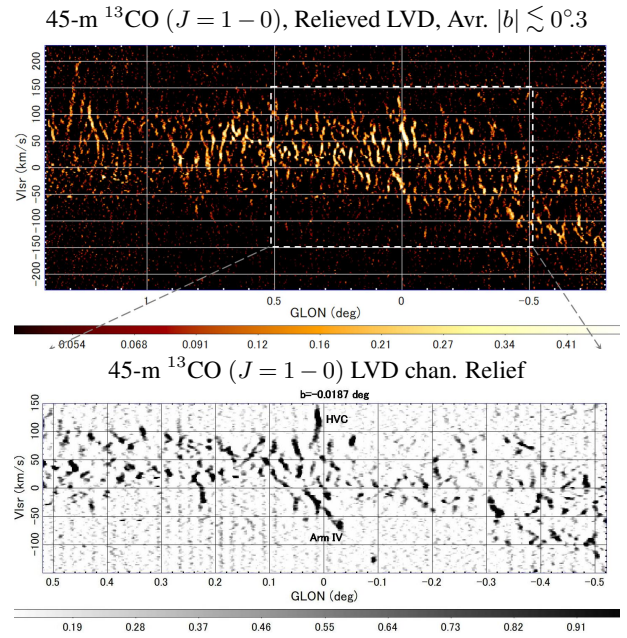 45-m ¹³CO (J = 1 − 0), Relieved LVD, Avr. |b| ≲ 0°.3
Vlsr (km/s)
200
150
100
50
0
−50
−100
−150
−200
1 0.5 0 −0.5
GLON (deg)
0.054 0.068 0.091 0.12 0.16 0.21 0.27 0.34 0.41
45-m ¹³CO (J = 1 − 0) LVD chan. Relief
b=-0.0187 deg
Vlsr (km/s)
150
HVC
100
50
0
−50
Arm IV
−100
0.5 0.4 0.3 0.2 0.1 0 −0.1 −0.2 −0.3 −0.4 −0.5
GLON (deg)
0.19 0.28 0.37 0.46 0.55 0.64 0.73 0.82 0.91